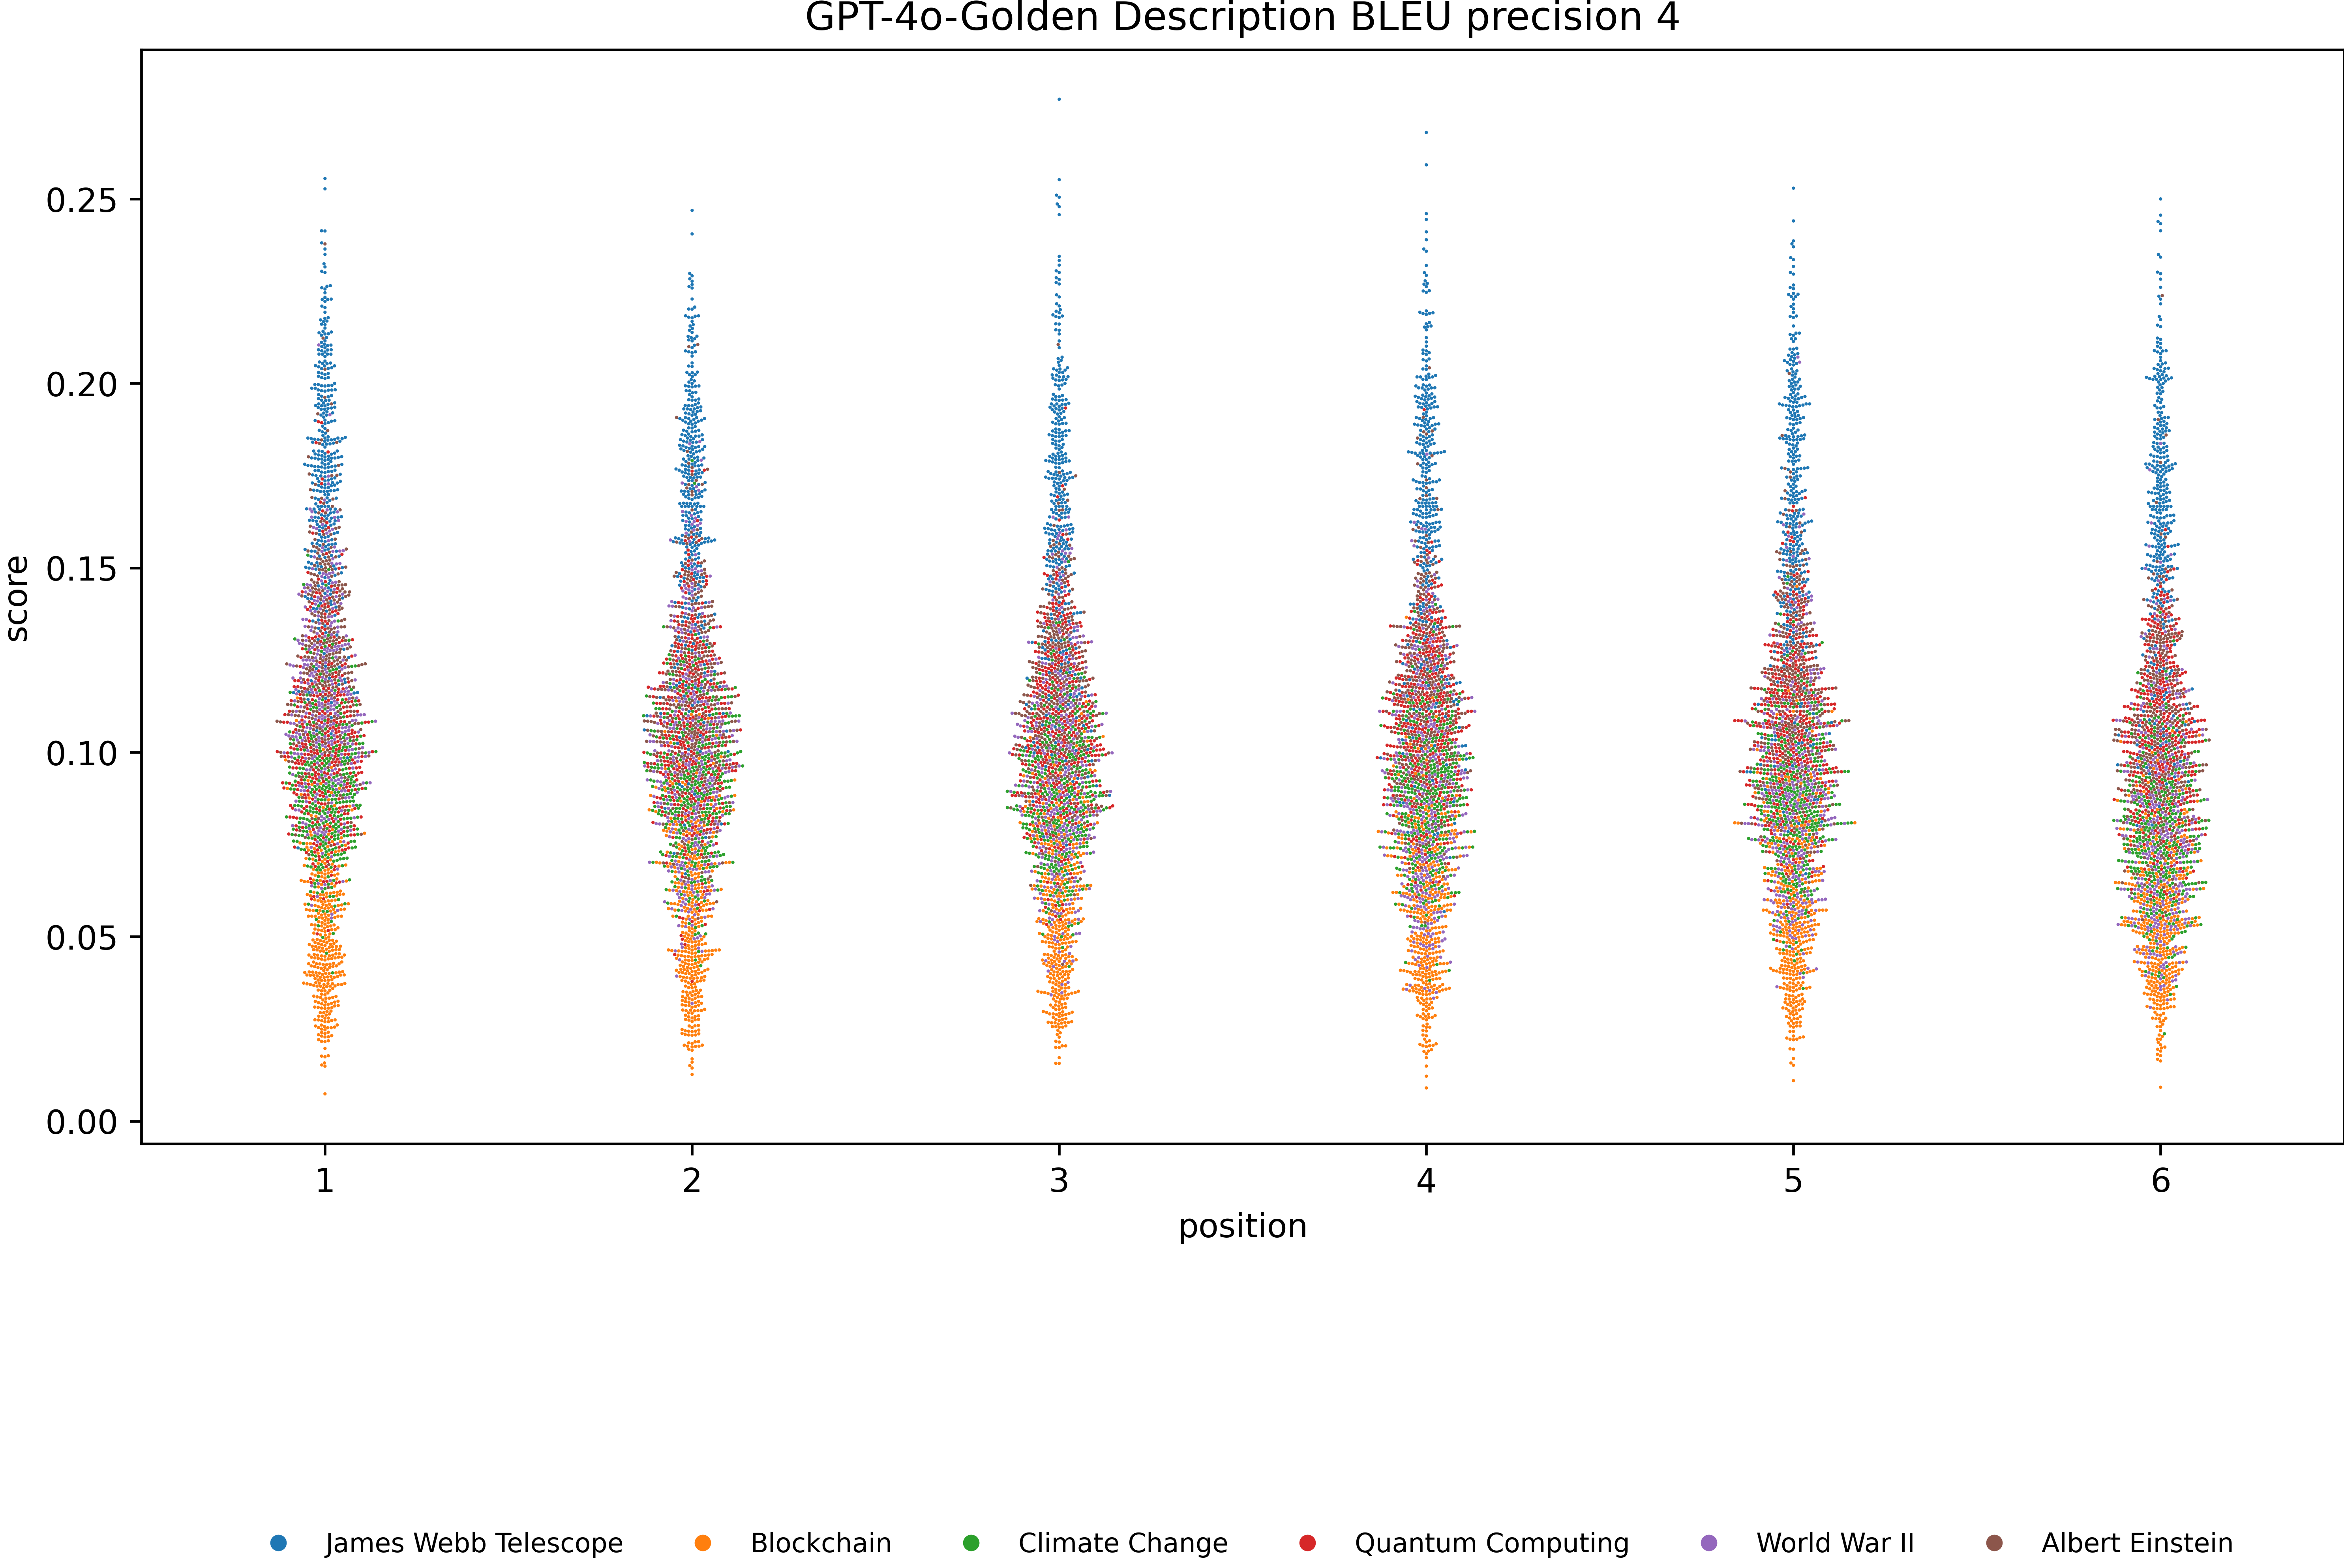 GPT-4o-Golden Description BLEU precision 4
score
0.25
0.20
0.15
0.10
0.05
0.00
1 2 3 4 5 6
position
James Webb Telescope Blockchain Climate Change Quantum Computing World War II Albert Einstein